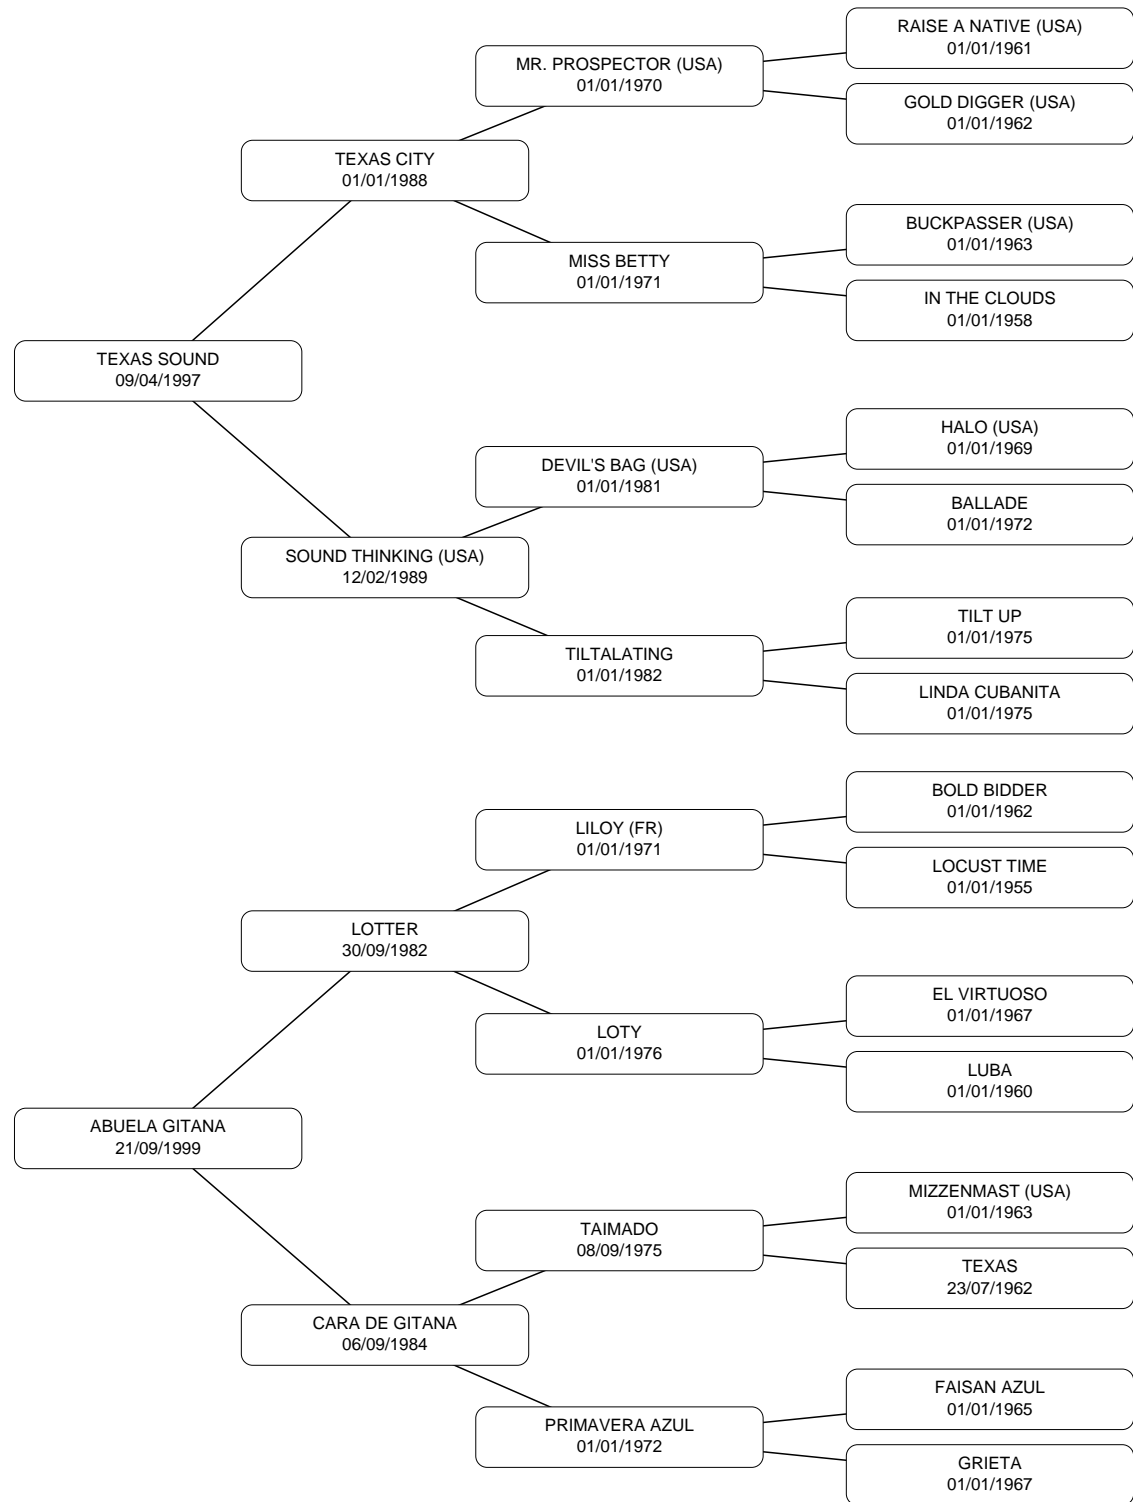 RAISE A NATIVE (USA)
01/01/1961
MR. PROSPECTOR (USA)
01/01/1970
GOLD DIGGER (USA)
01/01/1962
TEXAS CITY
01/01/1988
BUCKPASSER (USA)
01/01/1963
MISS BETTY
01/01/1971
IN THE CLOUDS
01/01/1958
TEXAS SOUND
09/04/1997
HALO (USA)
01/01/1969
DEVIL'S BAG (USA)
01/01/1981
BALLADE
01/01/1972
SOUND THINKING (USA)
12/02/1989
TILT UP
01/01/1975
TILTALATING
01/01/1982
LINDA CUBANITA
01/01/1975
BOLD BIDDER
01/01/1962
LILOY (FR)
01/01/1971
LOCUST TIME
01/01/1955
LOTTER
30/09/1982
EL VIRTUOSO
01/01/1967
LOTY
01/01/1976
LUBA
01/01/1960
ABUELA GITANA
21/09/1999
MIZZENMAST (USA)
01/01/1963
TAIMADO
08/09/1975
TEXAS
23/07/1962
CARA DE GITANA
06/09/1984
FAISAN AZUL
01/01/1965
PRIMAVERA AZUL
01/01/1972
GRIETA
01/01/1967